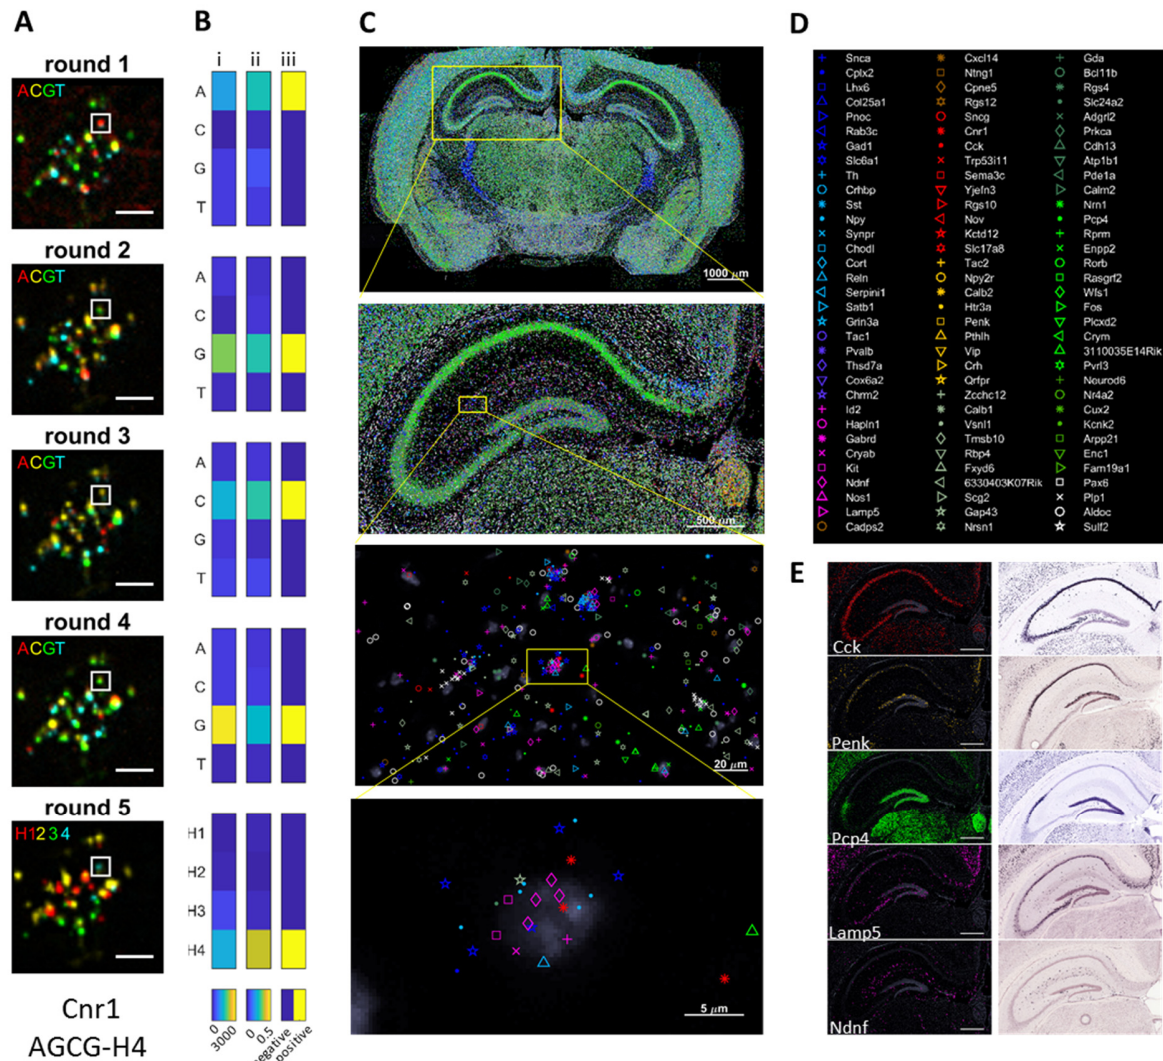 A
round 1
ACGT
round 2
ACGT
round 3
ACGT
round 4
ACGT
round 5
H1234
Cnr1
AGCG-H4
B
i ii iii
A
C
G
T
A
C
G
T
A
C
G
T
A
C
G
T
H1
H2
H3
H4
0 3000
0 0.5
negative positive
C
1000 μm
500 μm
20 μm
5 μm
D
Snca
Cplx2
Lhx6
Col25a1
Pnoc
Rab3c
Gad1
Slc6a1
Th
Crhbp
Sst
Npy
Synpr
Chodl
Cort
Reln
Serpini1
Satb1
Grin3a
Tac1
Pvalb
Thsd7a
Cox6a2
Chrm2
Id2
Hapln1
Gabrd
Cryab
Kit
Ndnf
Nos1
Lamp5
Cadps2
Cxcl14
Ntng1
Cpne5
Rgs12
Sncg
Cnr1
Cck
Trp53i11
Sema3c
Yjefn3
Rgs10
Nov
Kctd12
Slc17a8
Tac2
Npy2r
Calb2
Htr3a
Penk
Pthlh
Vip
Crh
Qrfpr
Zcchc12
Calb1
Vsnl1
Tmsb10
Rbp4
Fxyd6
6330403K07Rik
Scg2
Gap43
Nrsn1
Gda
Bcl11b
Rgs4
Slc24a2
Adgrl2
Prkca
Cdh13
Atp1b1
Pde1a
Calm2
Nrn1
Pcp4
Rprm
Enpp2
Rorb
Rasgrf2
Wfs1
Fos
Plcxd2
Crym
3110035E14Rik
Pvrl3
Neurod6
Nr4a2
Cux2
Kcnk2
Arpp21
Enc1
Fam19a1
Pax6
Plp1
Aldoc
Sulf2
E
Cck
Penk
Pcp4
Lamp5
Ndnf